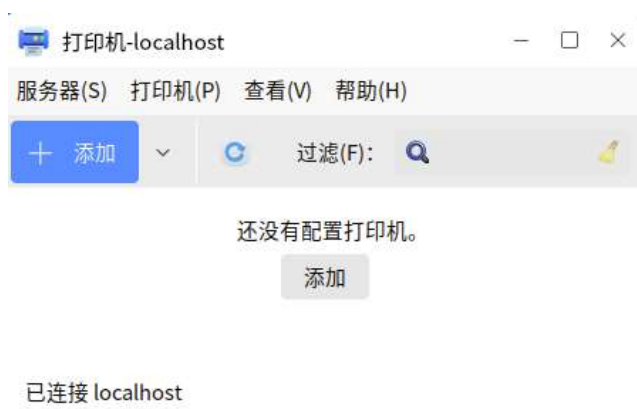 打印机-localhost
服务器(S) 打印机(P) 查看(V) 帮助(H)
添加 过滤(F):
还没有配置打印机。
添加
已连接 localhost